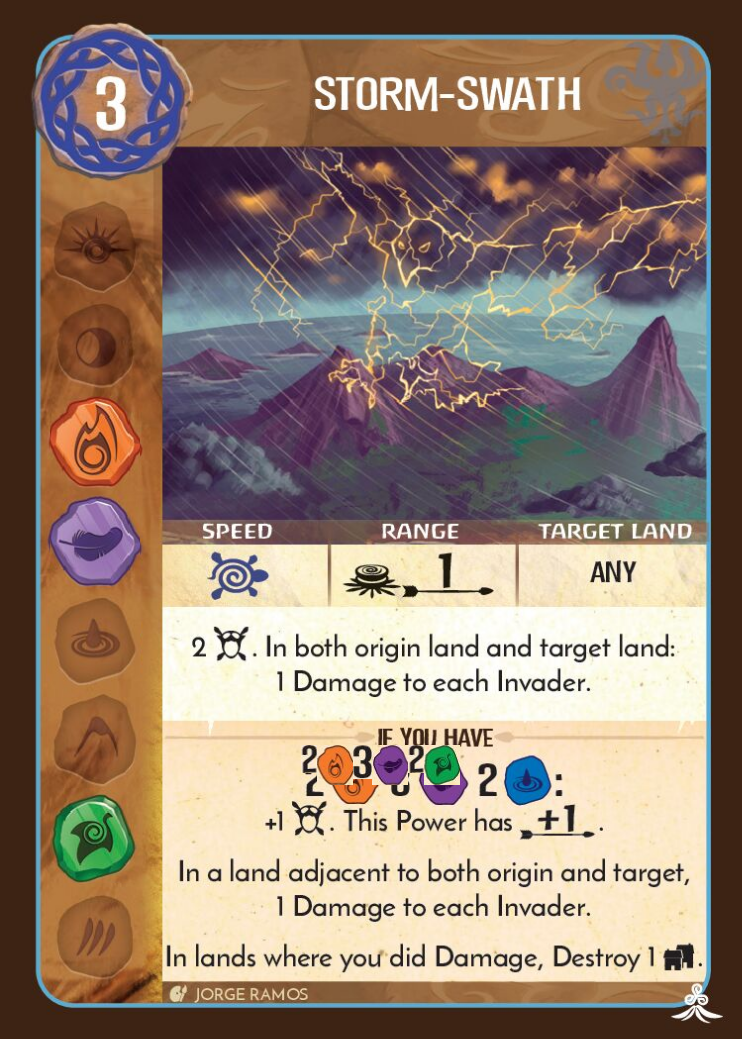 3
STORM-SWATH
SPEED RANGE TARGET LAND
1 ANY
2 . In both origin land and target land:
1 Damage to each Invader.
IF YOU HAVE
2 3 2
2 2 :
+1 . This Power has +1 .
In a land adjacent to both origin and target,
1 Damage to each Invader.
In lands where you did Damage, Destroy 1 .
JORGE RAMOS